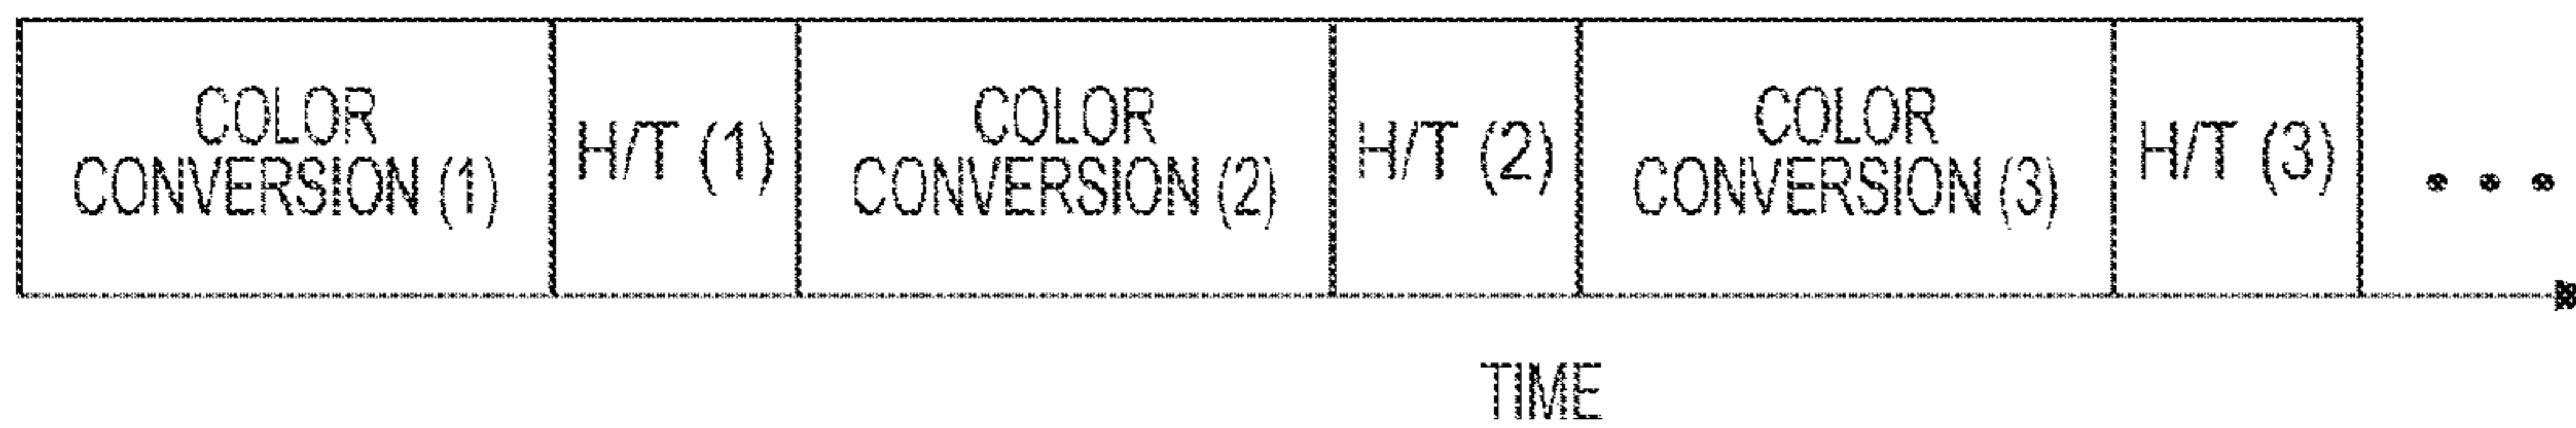 COLOR
CONVERSION (1)
H/T (1)
COLOR
CONVERSION (2)
H/T (2)
COLOR
CONVERSION (3)
H/T (3)
...
TIME